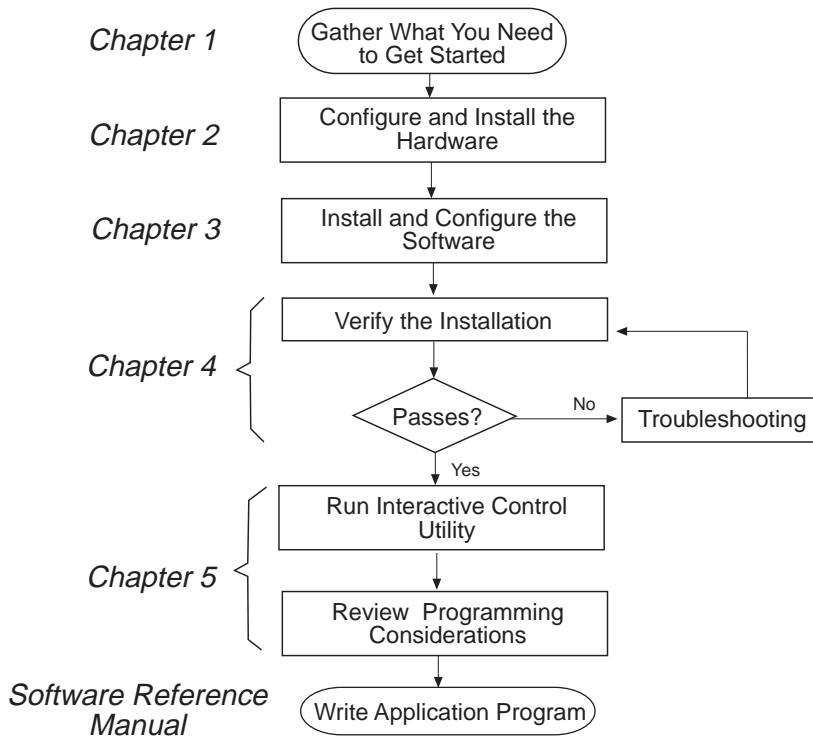 Chapter 1
Gather What You Need
to Get Started
Chapter 2
Configure and Install the
Hardware
Chapter 3
Install and Configure the
Software
Chapter 4
Verify the Installation
Passes?
No
Troubleshooting
Yes
Chapter 5
Run Interactive Control
Utility
Review Programming
Considerations
Software Reference
Manual
Write Application Program